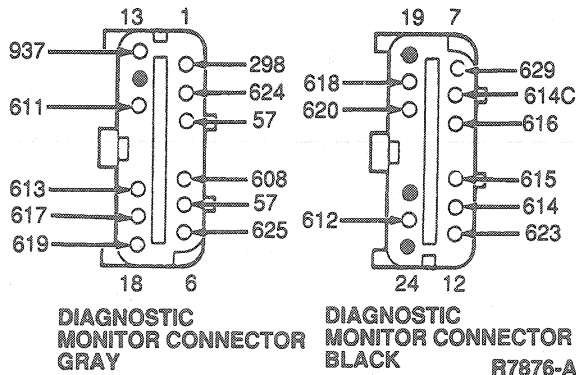 13 1
937
298
624
611
57
613
608
617
57
619
625
18 6
DIAGNOSTIC
MONITOR CONNECTOR
GRAY
19 7
629
618
614C
620
616
615
614
612
623
24 12
DIAGNOSTIC
MONITOR CONNECTOR
BLACK
R7876-A